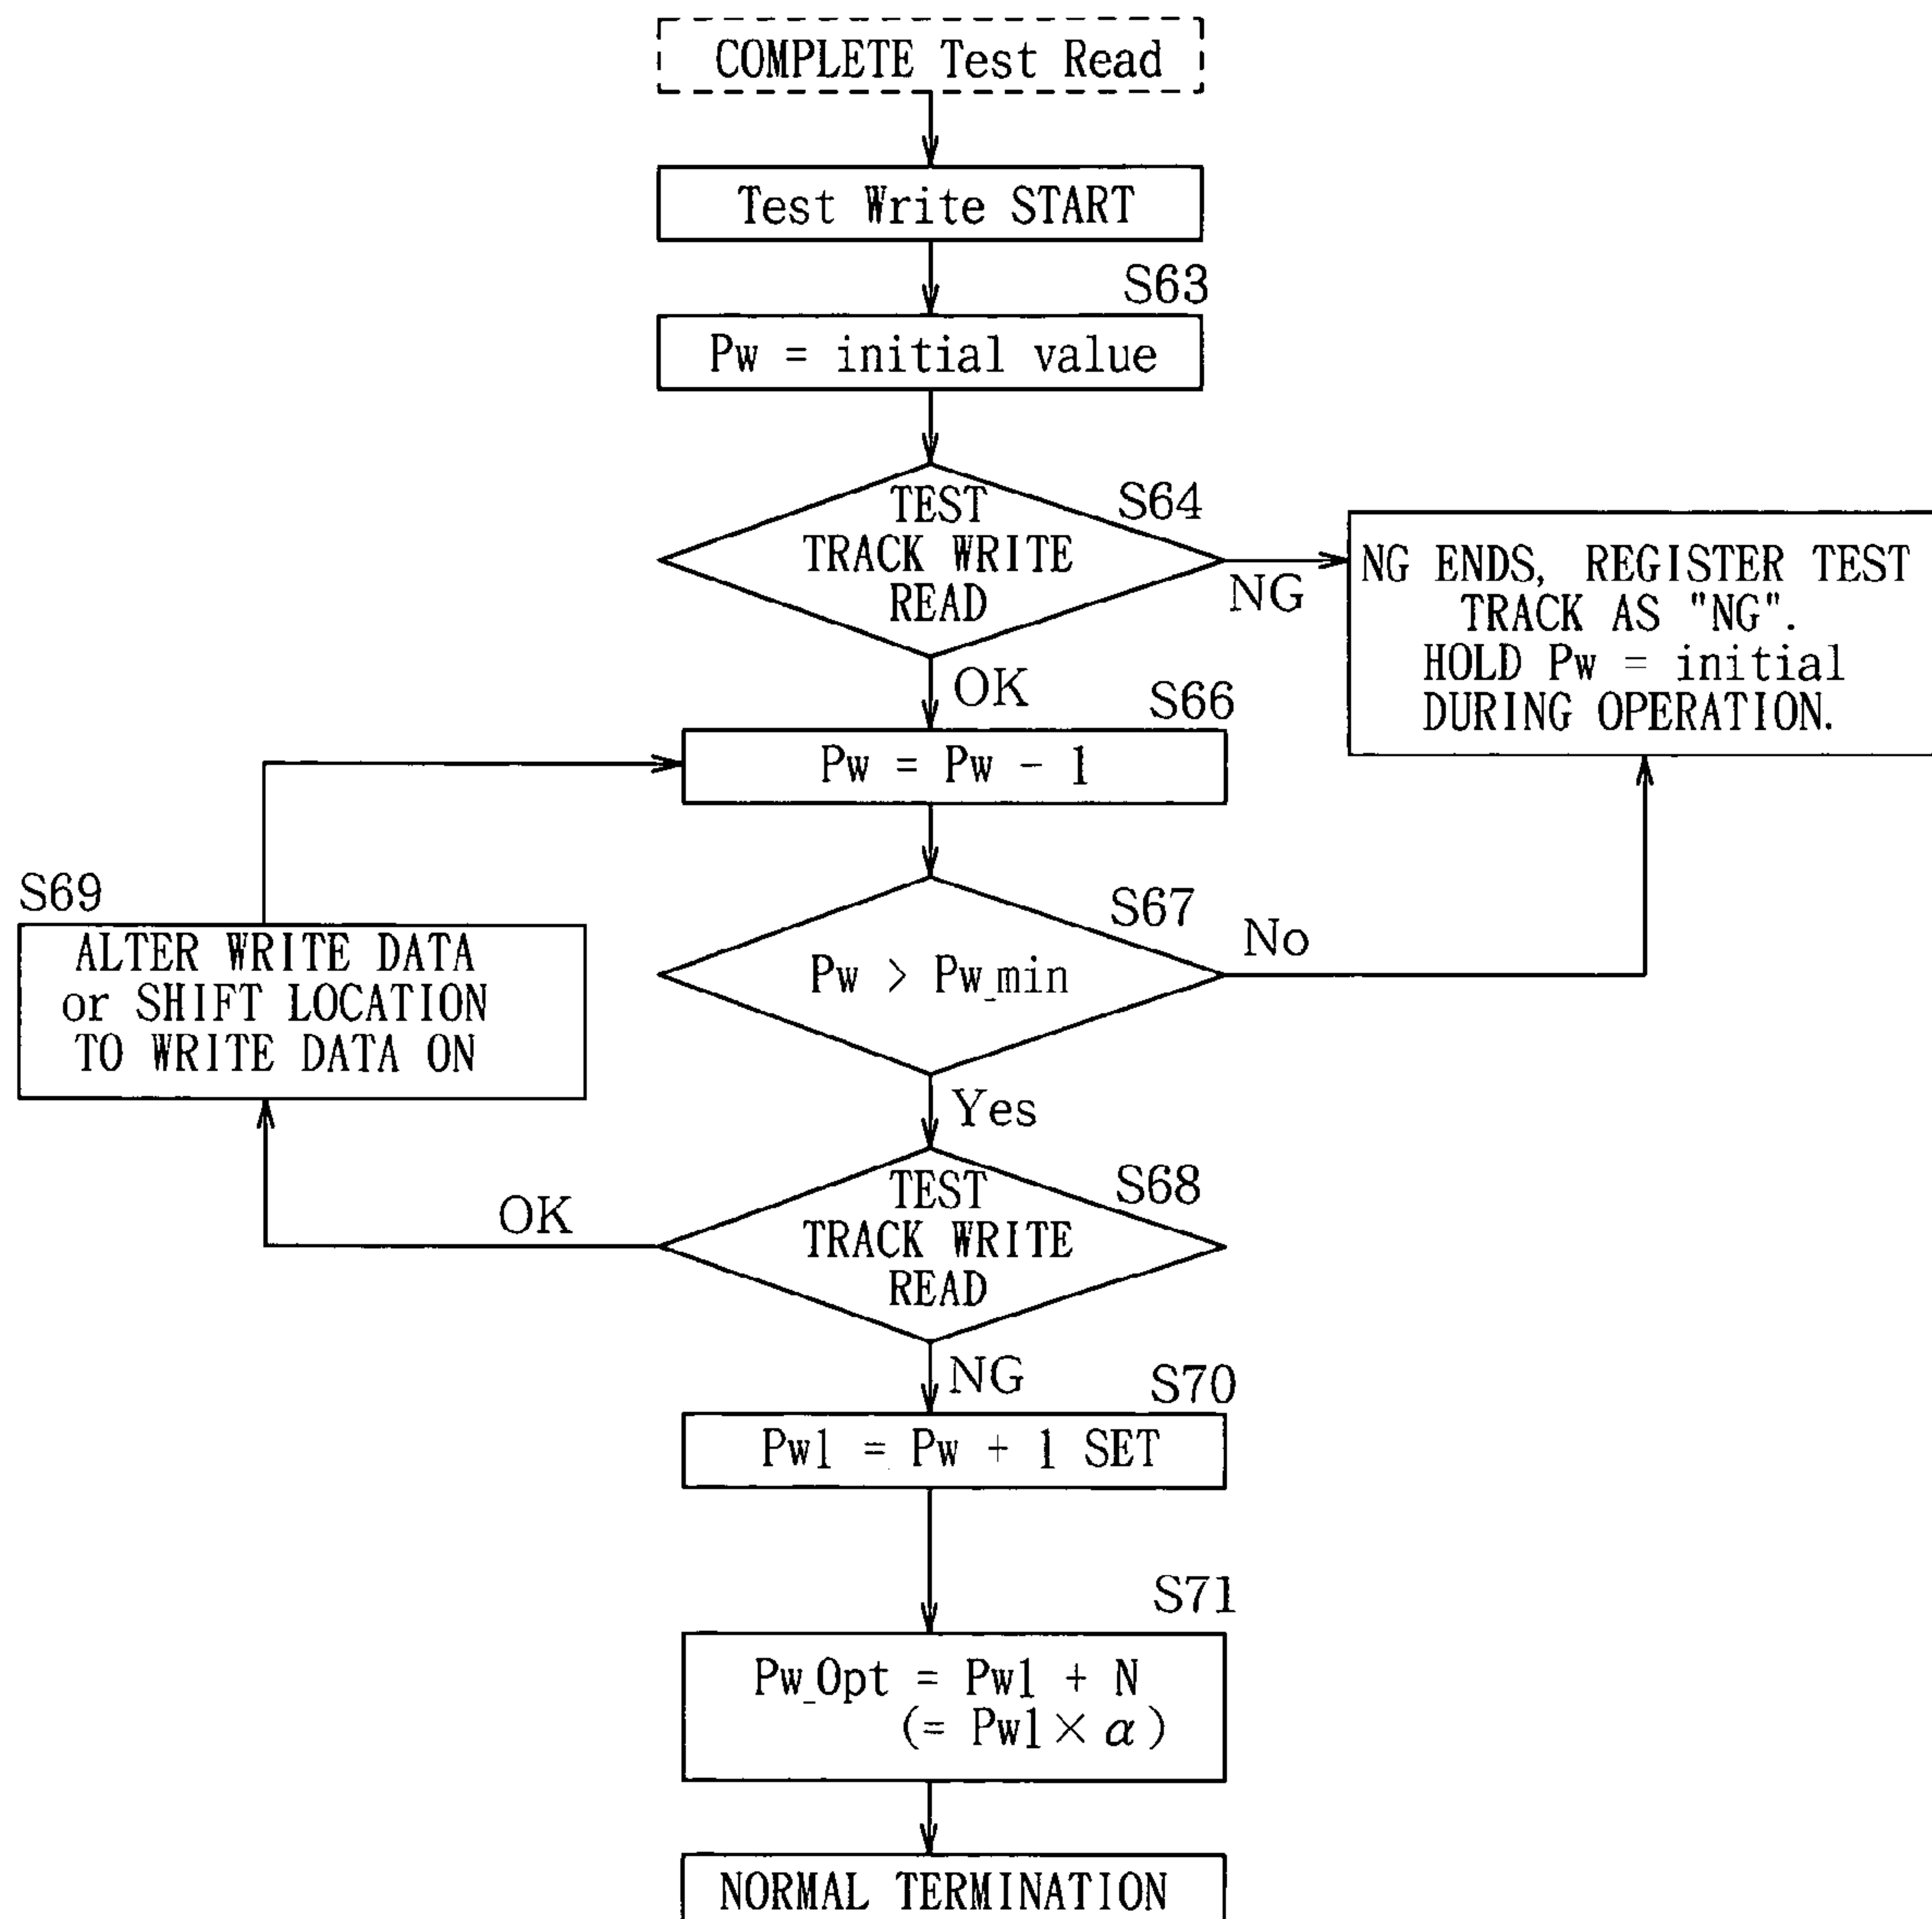 COMPLETE Test Read
Test Write START
S63
Pw = initial value
S64
TEST
TRACK WRITE
READ
NG
NG ENDS, REGISTER TEST
TRACK AS "NG".
HOLD Pw = initial
DURING OPERATION.
OK
S66
Pw = Pw - 1
S67
Pw > Pw_min
No
S69
ALTER WRITE DATA
or SHIFT LOCATION
TO WRITE DATA ON
Yes
S68
TEST
TRACK WRITE
READ
OK
NG
S70
Pw1 = Pw + 1 SET
S71
Pw_Opt = Pw1 + N
(= Pw1 × α)
NORMAL TERMINATION